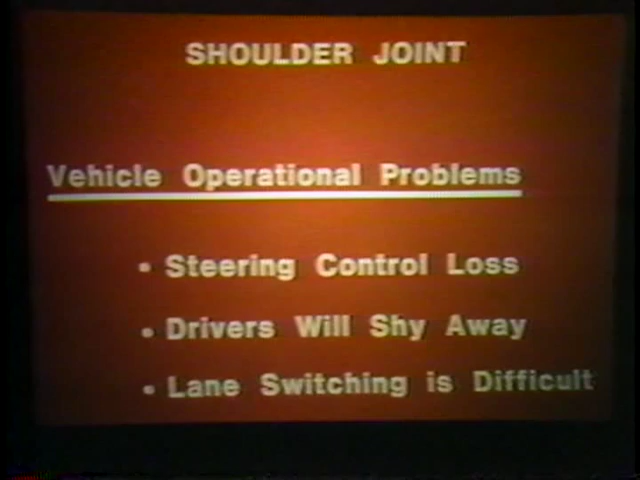 SHOULDER JOINT
Vehicle Operational Problems
• Steering Control Loss
• Drivers Will Shy Away
• Lane Switching is Difficult